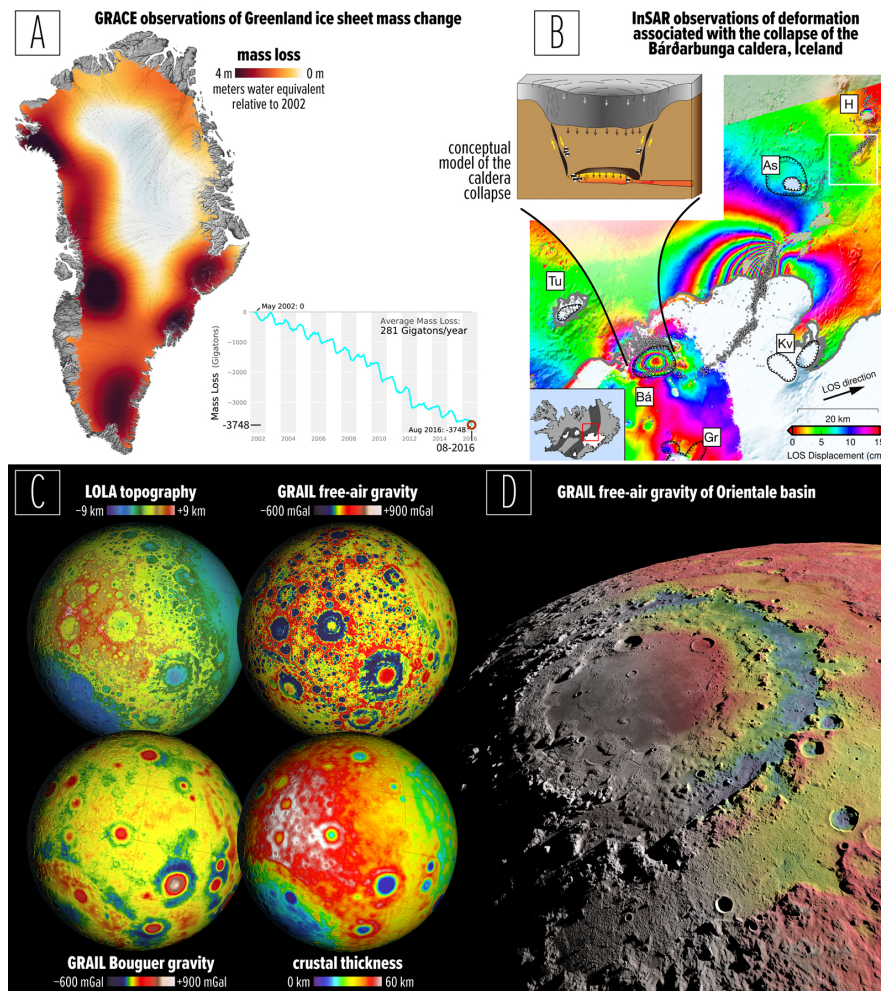 A
GRACE observations of Greenland ice sheet mass change
mass loss
4 m
0 m
meters water equivalent
relative to 2002
May 2002: 0
Average Mass Loss:
281 Gigatons/year
Mass Loss (Gigatons)
0
−1000
−2000
−3000
-3748
Aug 2016: -3748
2002
2004
2006
2008
2010
2012
2014
2016
08-2016
B
InSAR observations of deformation
associated with the collapse of the
Bárðarbunga caldera, Iceland
conceptual
model of the
caldera
collapse
H
As
Tu
Kv
Bá
Gr
LOS direction
20 km
0 5 10 15
LOS Displacement (cm
C
LOLA topography
−9 km
+9 km
GRAIL free-air gravity
−600 mGal
+900 mGal
GRAIL Bouguer gravity
−600 mGal
+900 mGal
crustal thickness
0 km
60 km
D
GRAIL free-air gravity of Orientale basin